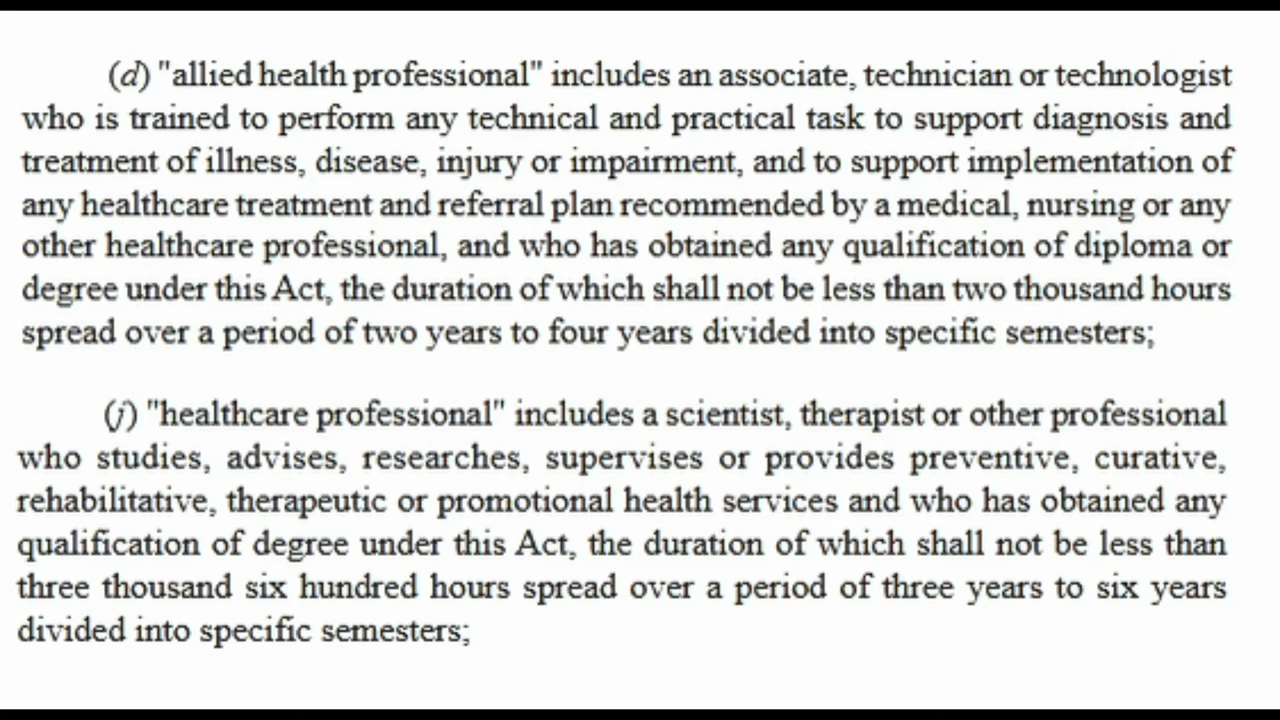 (d) "allied health professional" includes an associate, technician or technologist
who is trained to perform any technical and practical task to support diagnosis and
treatment of illness, disease, injury or impairment, and to support implementation of
any healthcare treatment and referral plan recommended by a medical, nursing or any
other healthcare professional, and who has obtained any qualification of diploma or
degree under this Act, the duration of which shall not be less than two thousand hours
spread over a period of two years to four years divided into specific semesters;
(j) "healthcare professional" includes a scientist, therapist or other professional
who studies, advises, researches, supervises or provides preventive, curative,
rehabilitative, therapeutic or promotional health services and who has obtained any
qualification of degree under this Act, the duration of which shall not be less than
three thousand six hundred hours spread over a period of three years to six years
divided into specific semesters;